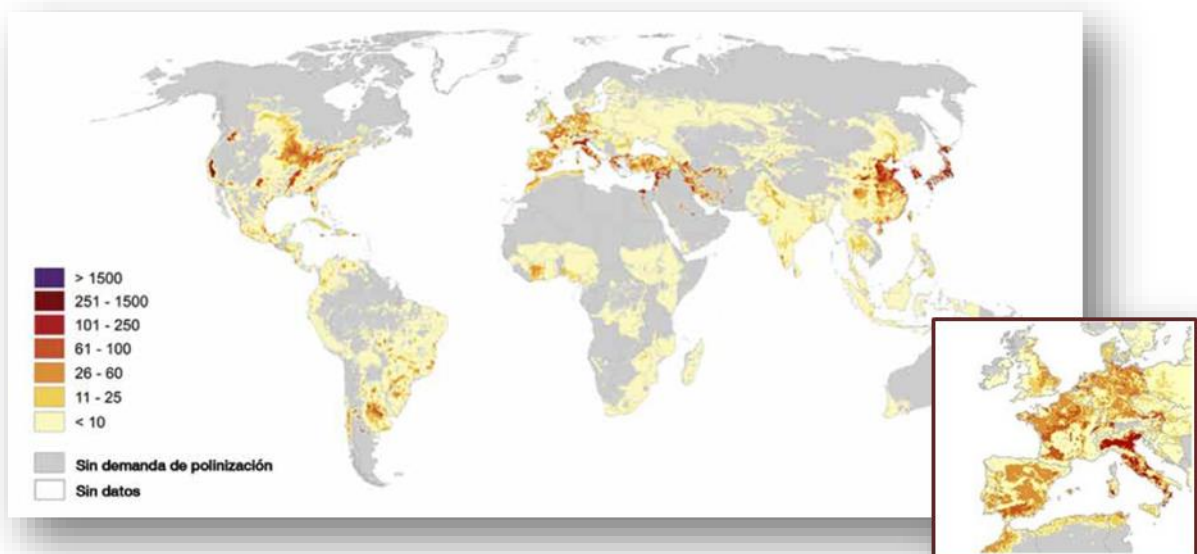 > 1500
251 - 1500
101 - 250
61 - 100
26 - 60
11 - 25
< 10
Sin demanda de polinización
Sin datos